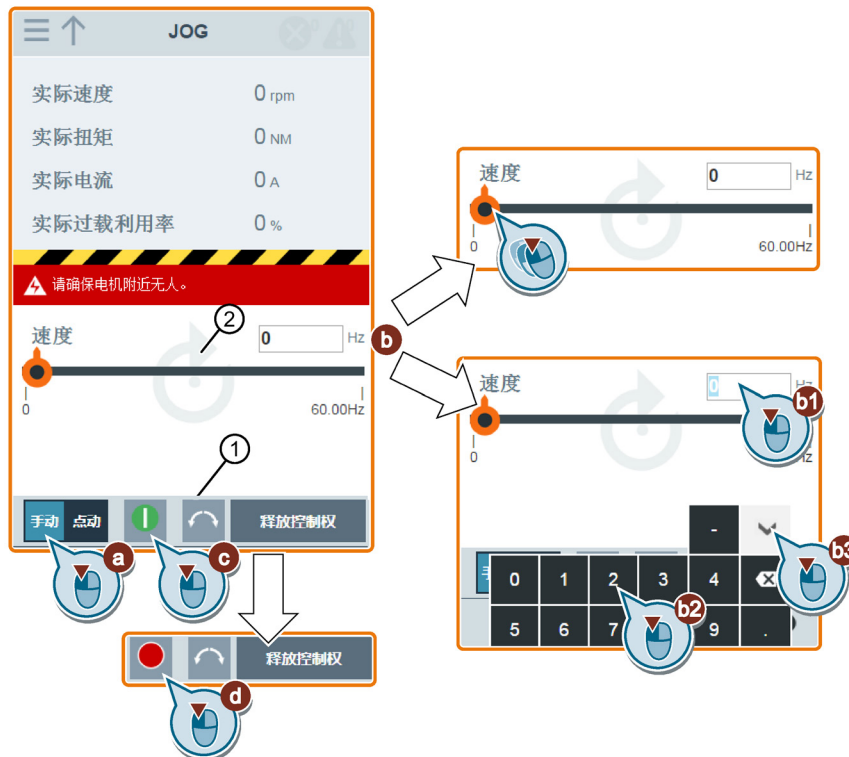 JOG
0
0
实际速度
0 rpm
实际扭矩
0 NM
实际电流
0 A
实际过载利用率
0 %
请确保电机附近无人。
2
速度
0
Hz
0
60.00Hz
1
手动
点动
释放控制权
a
c
释放控制权
d
b
速度
0
Hz
0
60.00Hz
速度
0
b1
0
-
b3
0
1
2
3
4
b2
5
6
7
9
.